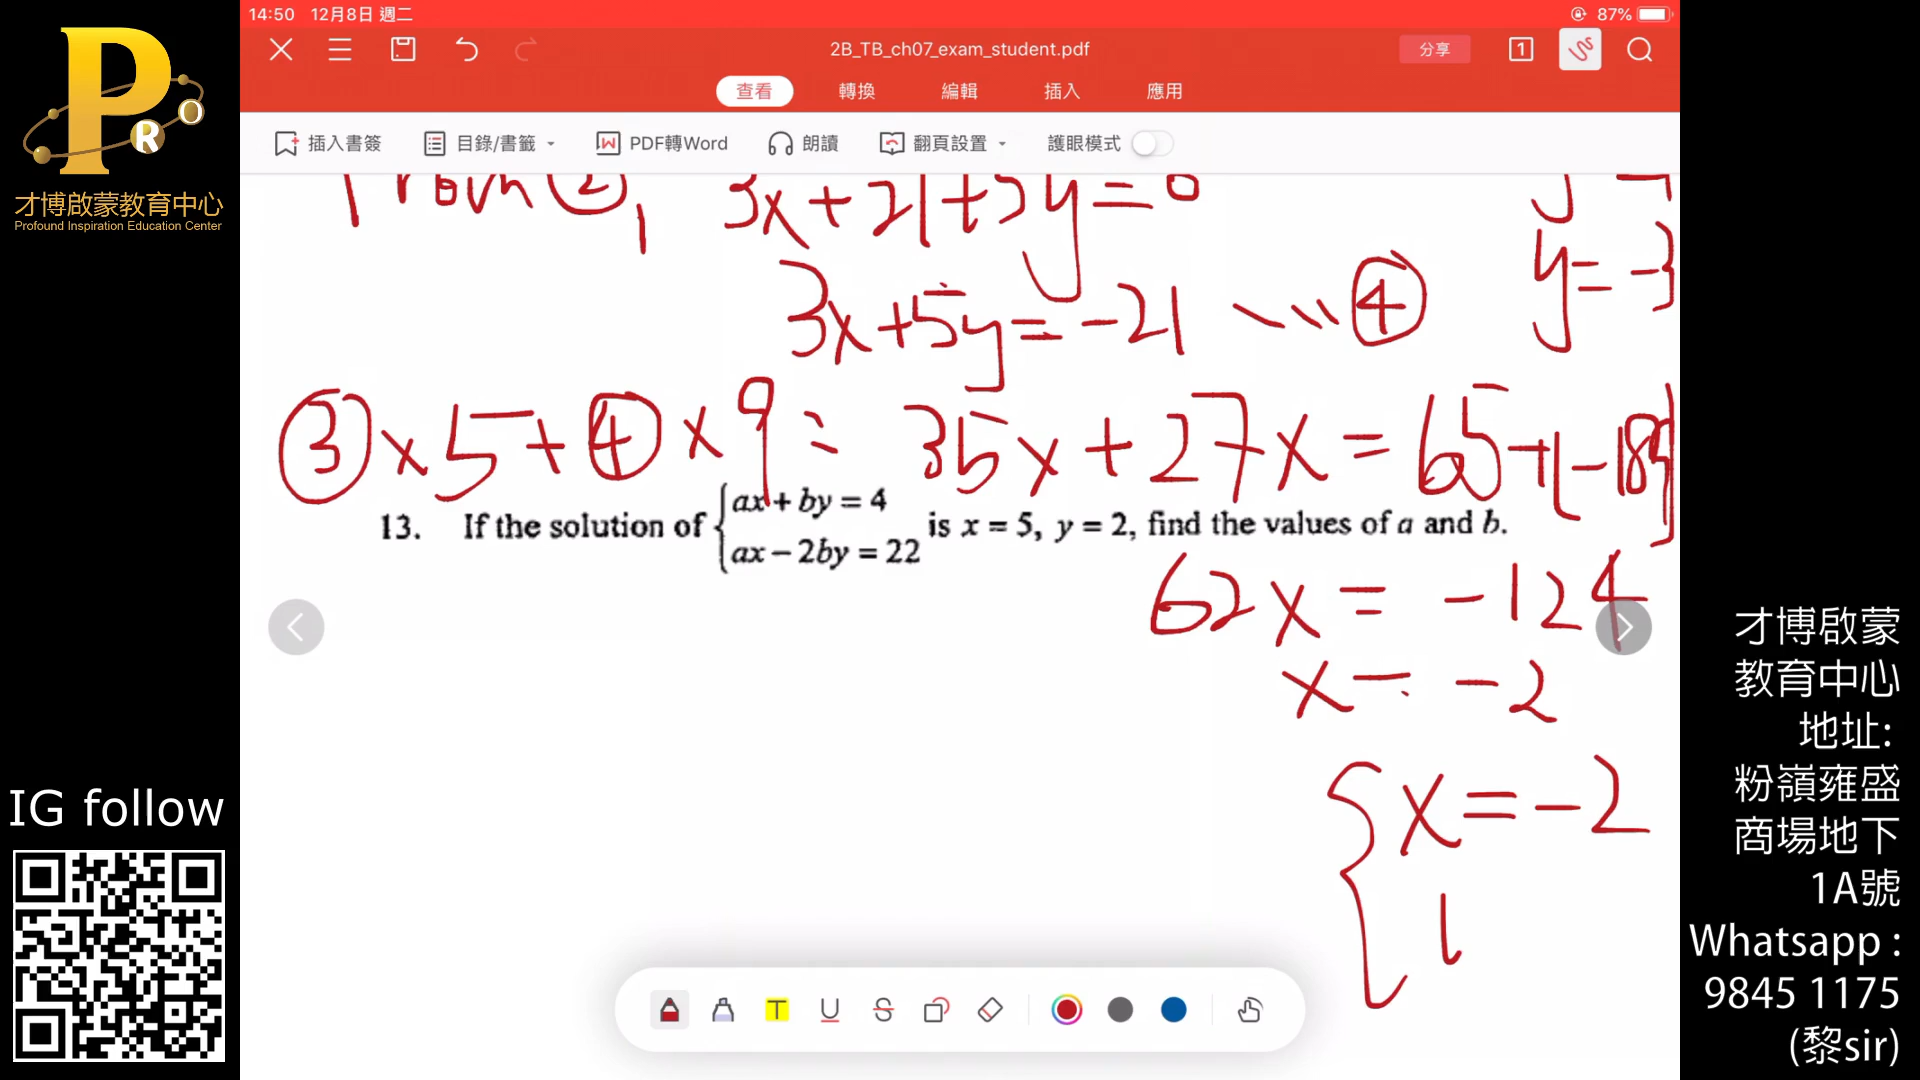 14:50 12月8日 週二
87%
2B_TB_ch07_exam_student.pdf
分享
1
查看 轉換 編輯 插入 應用
插入書簽 目錄/書籤 PDF轉Word 朗讀 翻頁設置 護眼模式
PRO
才博啟蒙教育中心
Profound Inspiration Education Center
From ②, 3x+21+5y=0
y=-3
3x+5y=-21 ... ④
③×5+④×9: 35x+27x=65+(-189)
13. If the solution of { ax + by = 4
ax − 2by = 22 is x = 5, y = 2, find the values of a and b.
62x = -124
x = -2
{ x = -2
T U S
IG follow
才博啟蒙
教育中心
地址:
粉嶺雍盛
商場地下
1A號
Whatsapp :
9845 1175
(黎sir)